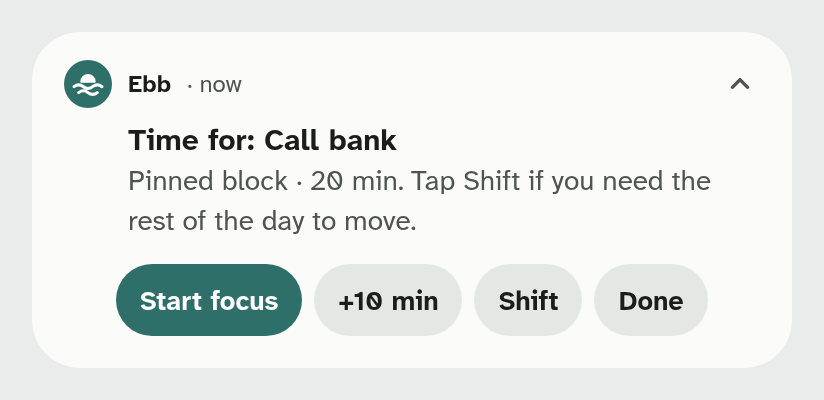 Ebb · now
Time for: Call bank
Pinned block · 20 min. Tap Shift if you need the
rest of the day to move.
Start focus +10 min Shift Done